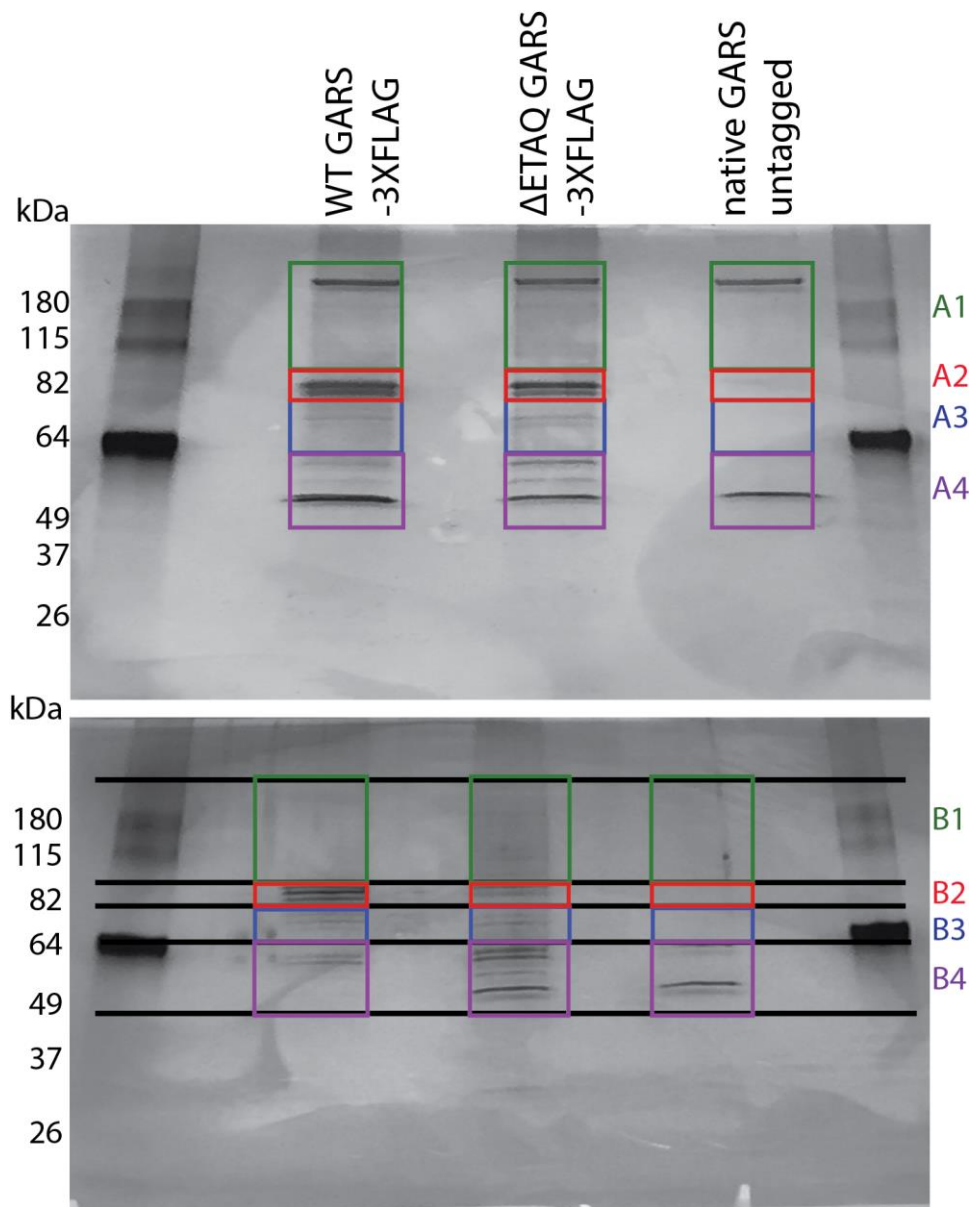 WT GARS
-3XFLAG
ΔETAQ GARS
-3XFLAG
native GARS
untagged
kDa
180
115
82
64
49
37
26
A1
A2
A3
A4
kDa
180
115
82
64
49
37
26
B1
B2
B3
B4